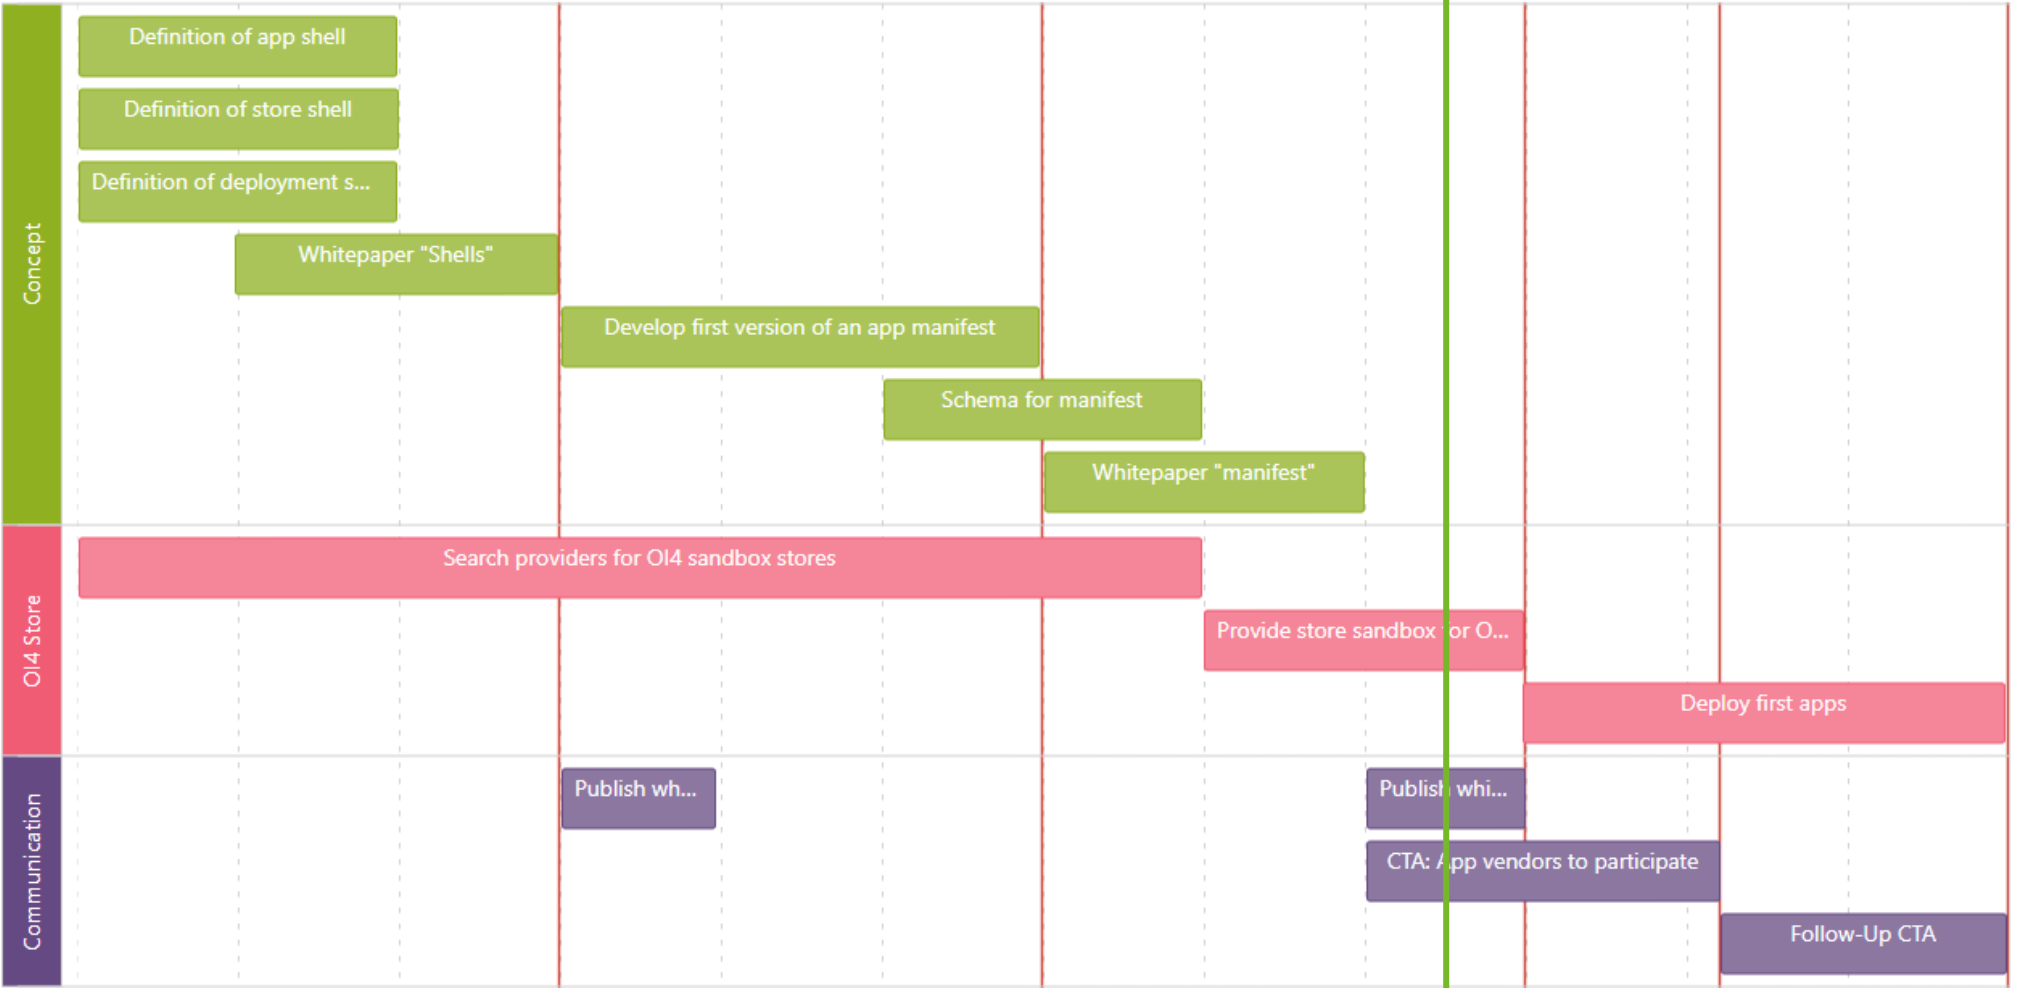 Concept
Definition of app shell
Definition of store shell
Definition of deployment s...
Whitepaper "Shells"
Develop first version of an app manifest
Schema for manifest
Whitepaper "manifest"
OI4 Store
Search providers for OI4 sandbox stores
Provide store sandbox for O...
Deploy first apps
Communication
Publish wh...
Publish whi...
CTA: App vendors to participate
Follow-Up CTA